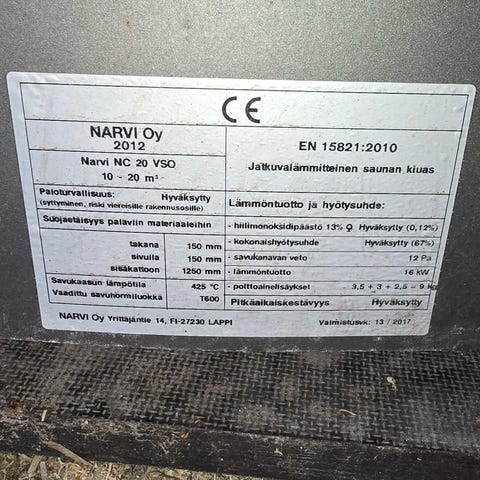 CE
NARVI Oy
2012
Narvi NC 20 VSO
10 - 20 m³
EN 15821:2010
Jatkuvalämmitteinen saunan kiuas
Paloturvallisuus: Hyväksytty
(syttyminen, riski viereisille rakennusosille)
Suojaetäisyys palaviin materiaaleihin
takana 150 mm
sivulla 150 mm
sisäkattoon 1250 mm
Savukaasun lämpötila 425 °C
Vaadittu savuhormiluokka T600
Lämmöntuotto ja hyötysuhde:
- hiilimonoksidipäästö 13% Hyväksytty (0,12%)
- kokonaishyötysuhde Hyväksytty (67%)
- savukanavan veto 12 Pa
- lämmöntuotto 16 kW
- polttoainelisäykset 3,5 + 3 + 2,5 = 9 kg
Pitkäaikaiskestävyys Hyväksytty
NARVI Oy Yrittäjäntie 14, FI-27230 LAPPI
Valmistusvk: 13 / 2017